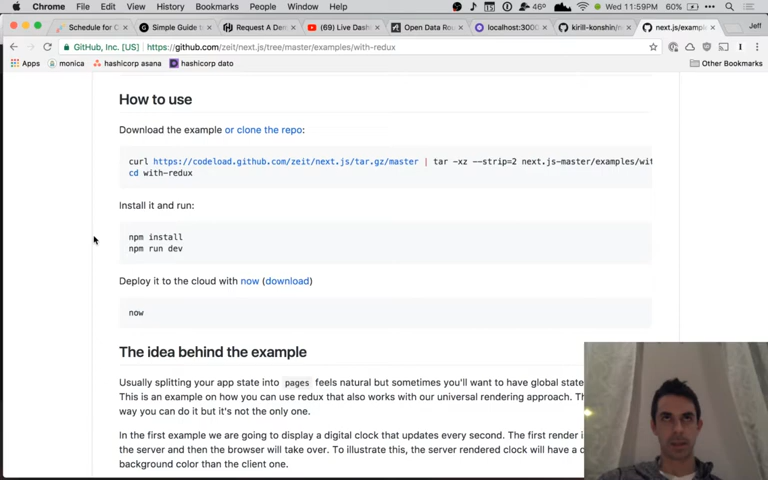 Chrome File Edit View History Bookmarks People Window Help 46° Wed 11:59PM 60%
Schedule for C Simple Guide to Request A Den (69) Live Dash Open Data Rou localhost:3000 kirill-konshin/n next.js/exampl Jeff
GitHub, Inc. [US] https://github.com/zeit/next.js/tree/master/examples/with-redux
Apps monica hashicorp asana hashicorp dato Other Bookmarks
How to use
Download the example or clone the repo:
curl https://codeload.github.com/zeit/next.js/tar.gz/master | tar -xz --strip=2 next.js-master/examples/wit
cd with-redux
Install it and run:
npm install
npm run dev
Deploy it to the cloud with now (download)
now
The idea behind the example
Usually splitting your app state into pages feels natural but sometimes you'll want to have global state
This is an example on how you can use redux that also works with our universal rendering approach. Th
way you can do it but it's not the only one.
In the first example we are going to display a digital clock that updates every second. The first render i
the server and then the browser will take over. To illustrate this, the server rendered clock will have a d
background color than the client one.